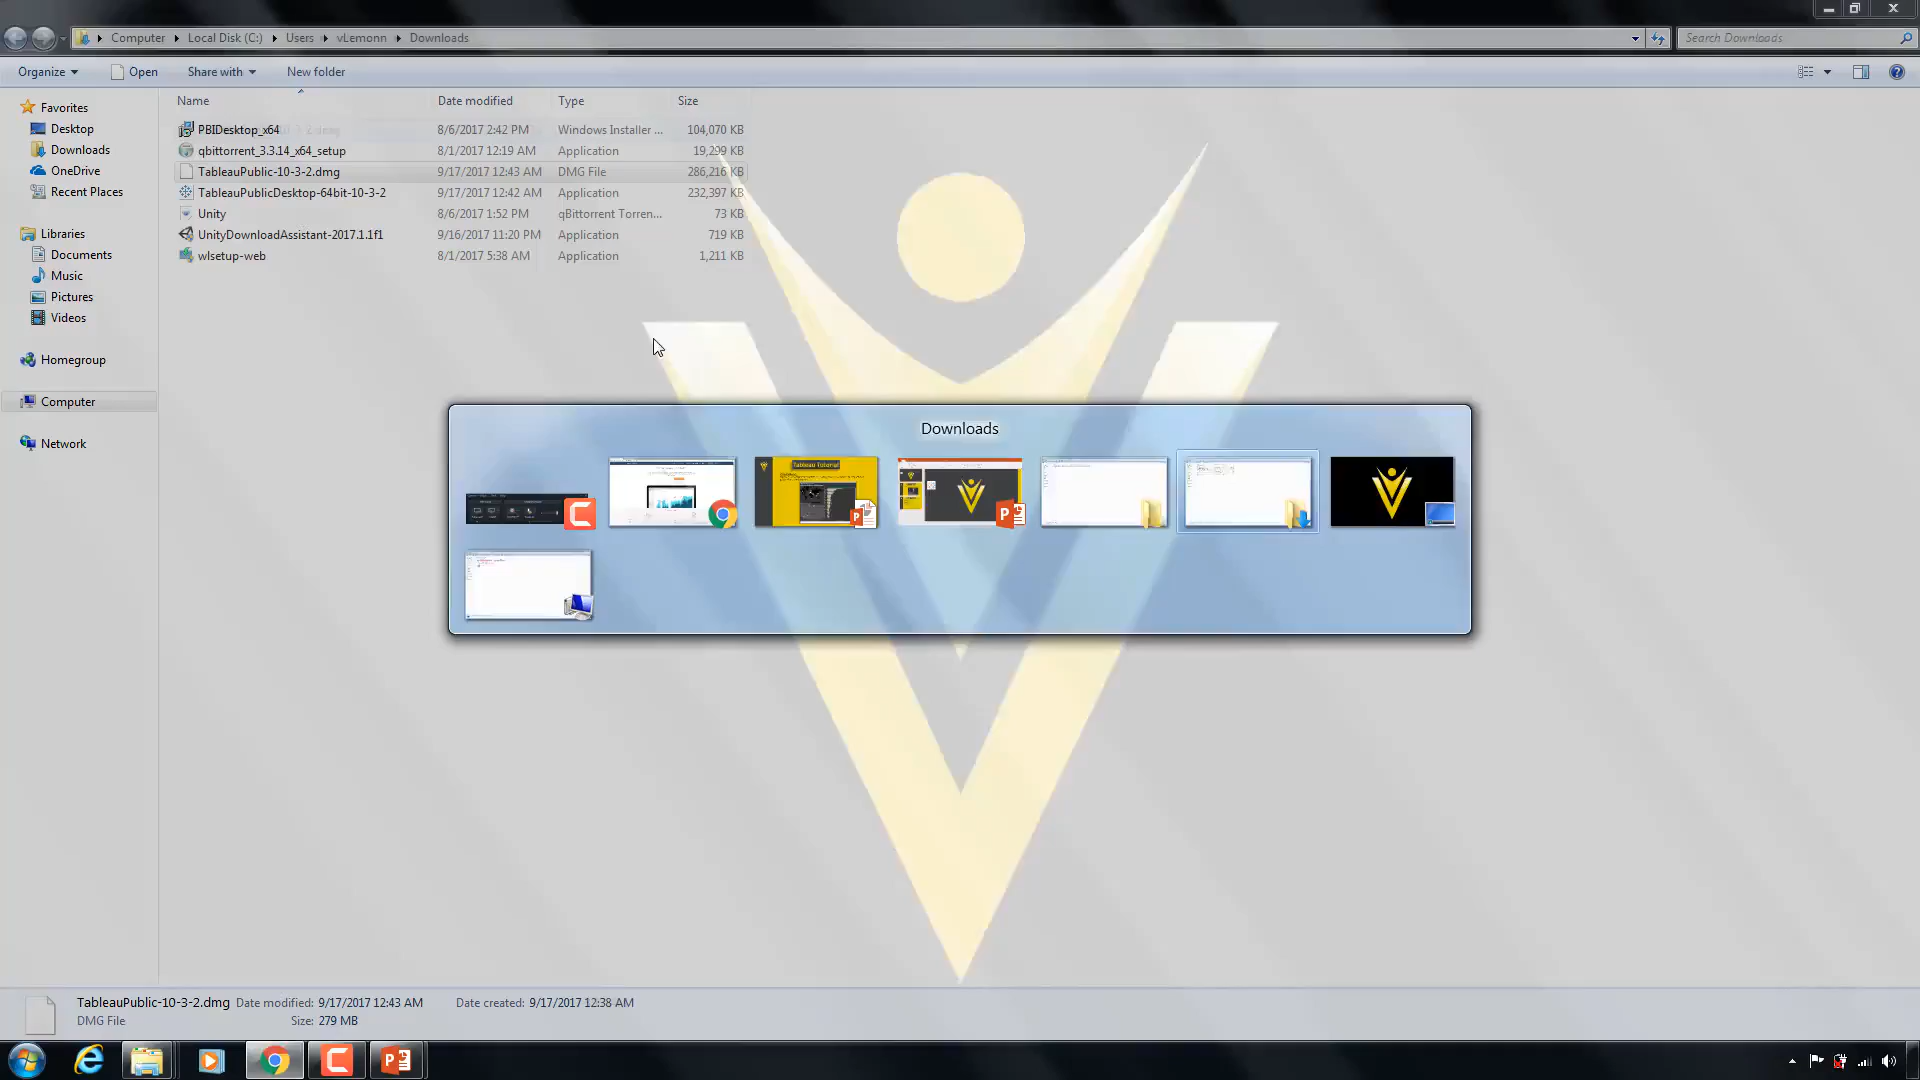 Computer Local Disk (C:) Users vLemonn Downloads
Search Downloads
Organize Open Share with New folder
Name Date modified Type Size
PBIDesktop_x64 8/6/2017 2:42 PM Windows Installer ... 104,070 KB
qbittorrent_3.3.14_x64_setup 8/1/2017 12:19 AM Application 19,299 KB
TableauPublic-10-3-2.dmg 9/17/2017 12:43 AM DMG File 286,216 KB
TableauPublicDesktop-64bit-10-3-2 9/17/2017 12:42 AM Application 232,397 KB
Unity 8/6/2017 1:52 PM qBittorrent Torren... 73 KB
UnityDownloadAssistant-2017.1.1f1 9/16/2017 11:20 PM Application 719 KB
wlsetup-web 8/1/2017 5:38 AM Application 1,211 KB
Favorites
Desktop
Downloads
OneDrive
Recent Places
Libraries
Documents
Music
Pictures
Videos
Homegroup
Computer
Network
Downloads
Tableau Tutorial
TableauPublic-10-3-2.dmg Date modified: 9/17/2017 12:43 AM Date created: 9/17/2017 12:38 AM
DMG File Size: 279 MB